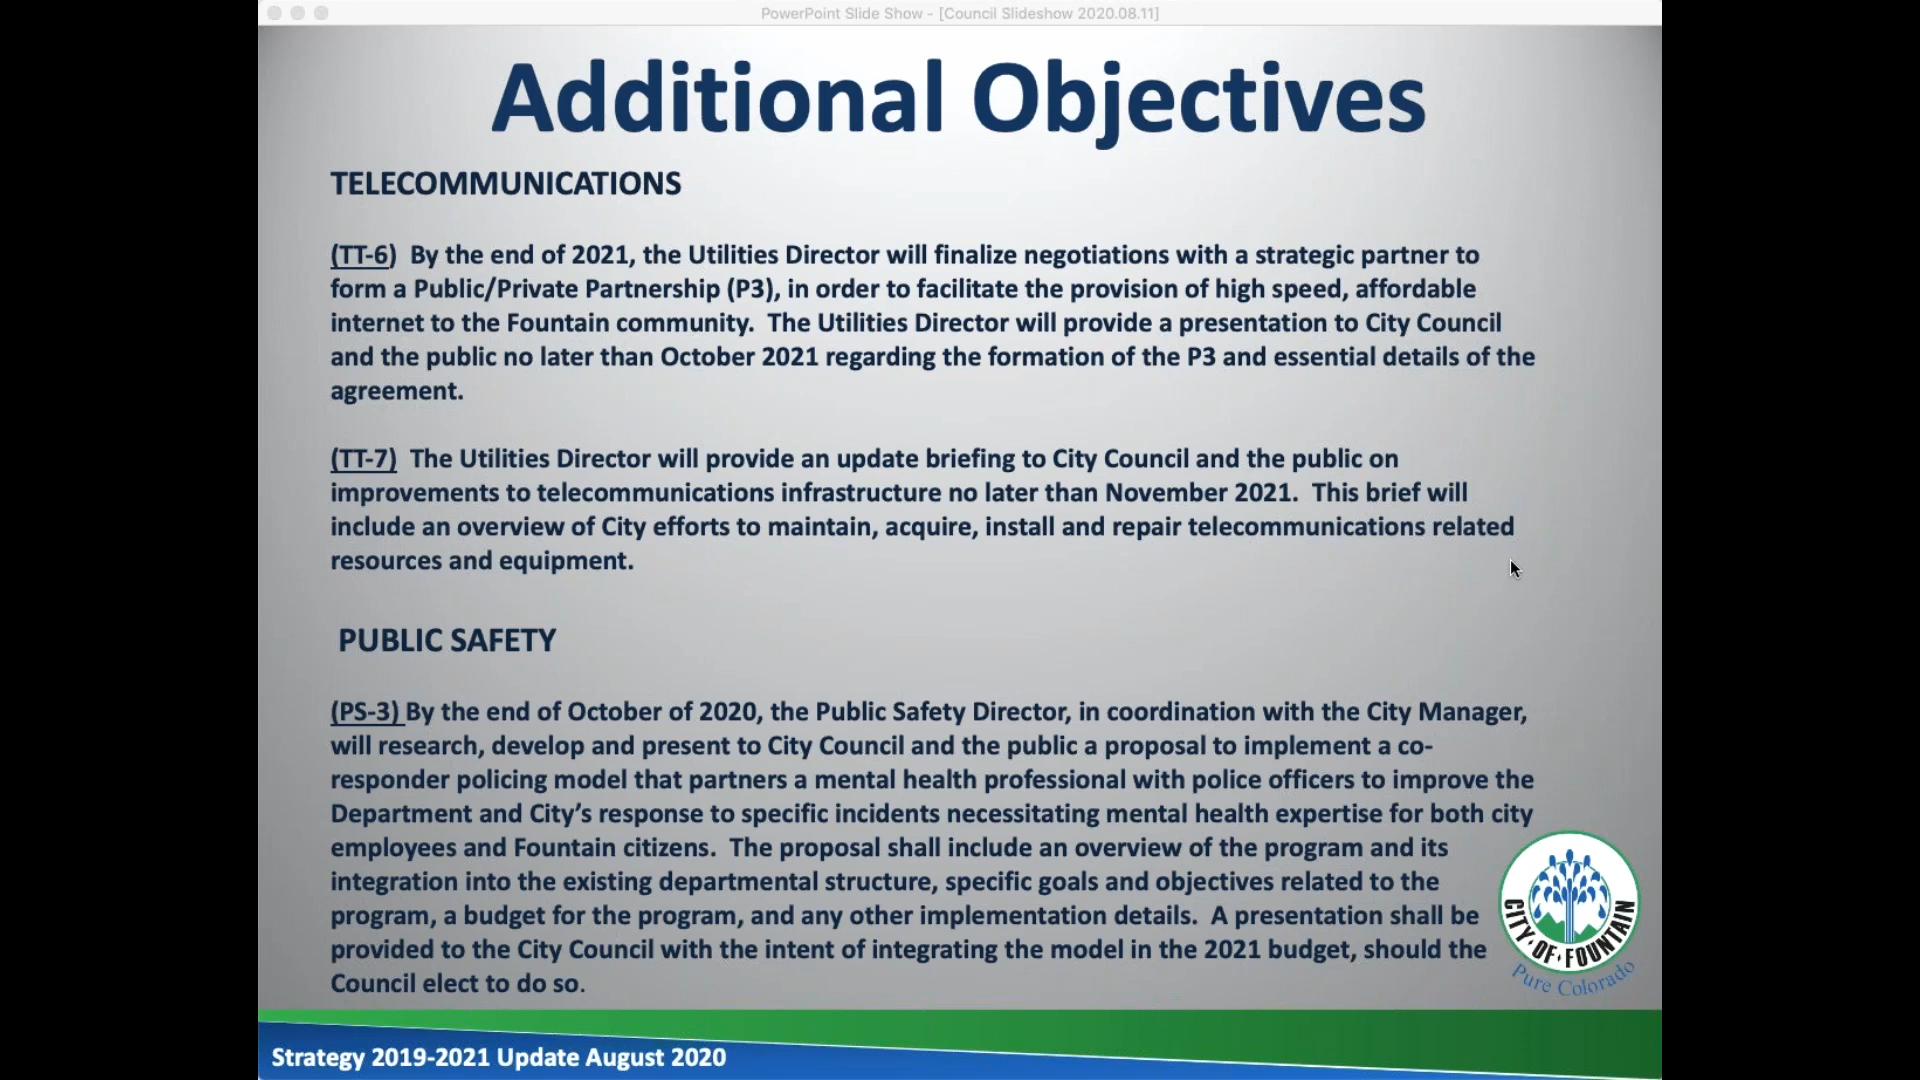 PowerPoint Slide Show - [Council Slideshow 2020.08.11]
Additional Objectives
TELECOMMUNICATIONS
(TT-6)  By the end of 2021, the Utilities Director will finalize negotiations with a strategic partner to
form a Public/Private Partnership (P3), in order to facilitate the provision of high speed, affordable
internet to the Fountain community.  The Utilities Director will provide a presentation to City Council
and the public no later than October 2021 regarding the formation of the P3 and essential details of the
agreement.
(TT-7)  The Utilities Director will provide an update briefing to City Council and the public on
improvements to telecommunications infrastructure no later than November 2021.  This brief will
include an overview of City efforts to maintain, acquire, install and repair telecommunications related
resources and equipment.
PUBLIC SAFETY
(PS-3) By the end of October of 2020, the Public Safety Director, in coordination with the City Manager,
will research, develop and present to City Council and the public a proposal to implement a co-
responder policing model that partners a mental health professional with police officers to improve the
Department and City’s response to specific incidents necessitating mental health expertise for both city
employees and Fountain citizens.  The proposal shall include an overview of the program and its
integration into the existing departmental structure, specific goals and objectives related to the
program, a budget for the program, and any other implementation details.  A presentation shall be
provided to the City Council with the intent of integrating the model in the 2021 budget, should the
Council elect to do so.
CITY·OF·FOUNTAIN
Pure Colorado
Strategy 2019-2021 Update August 2020